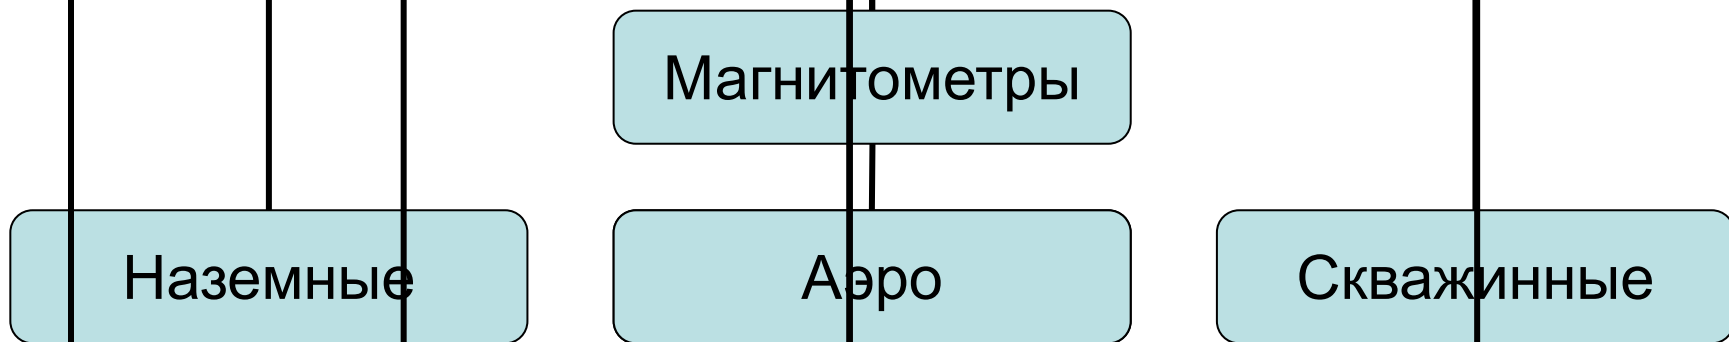 Магнитометры
Наземные
Аэро
Скважинные